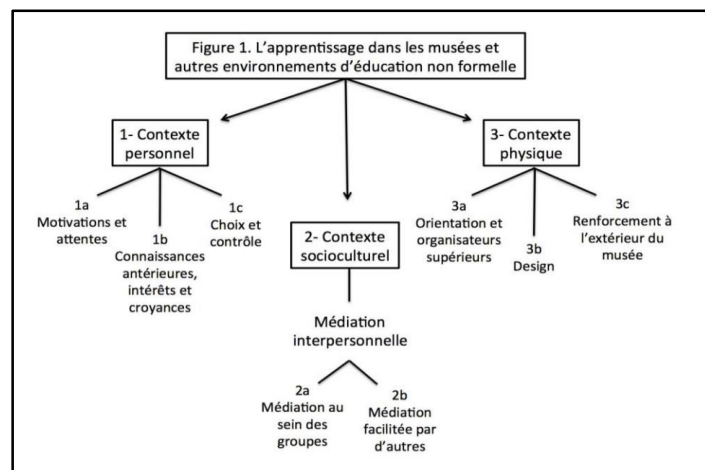 Figure 1. L’apprentissage dans les musées et
autres environnements d’éducation non formelle
1- Contexte
personnel
1a
Motivations et
attentes
1b
Connaissances
antérieures,
intérêts et
croyances
1c
Choix et
contrôle
2- Contexte
socioculturel
Médiation
interpersonnelle
2a
Médiation au
sein des
groupes
2b
Médiation
facilitée par
d’autres
3- Contexte
physique
3a
Orientation et
organisateurs
supérieurs
3b
Design
3c
Renforcement à
l’extérieur du
musée